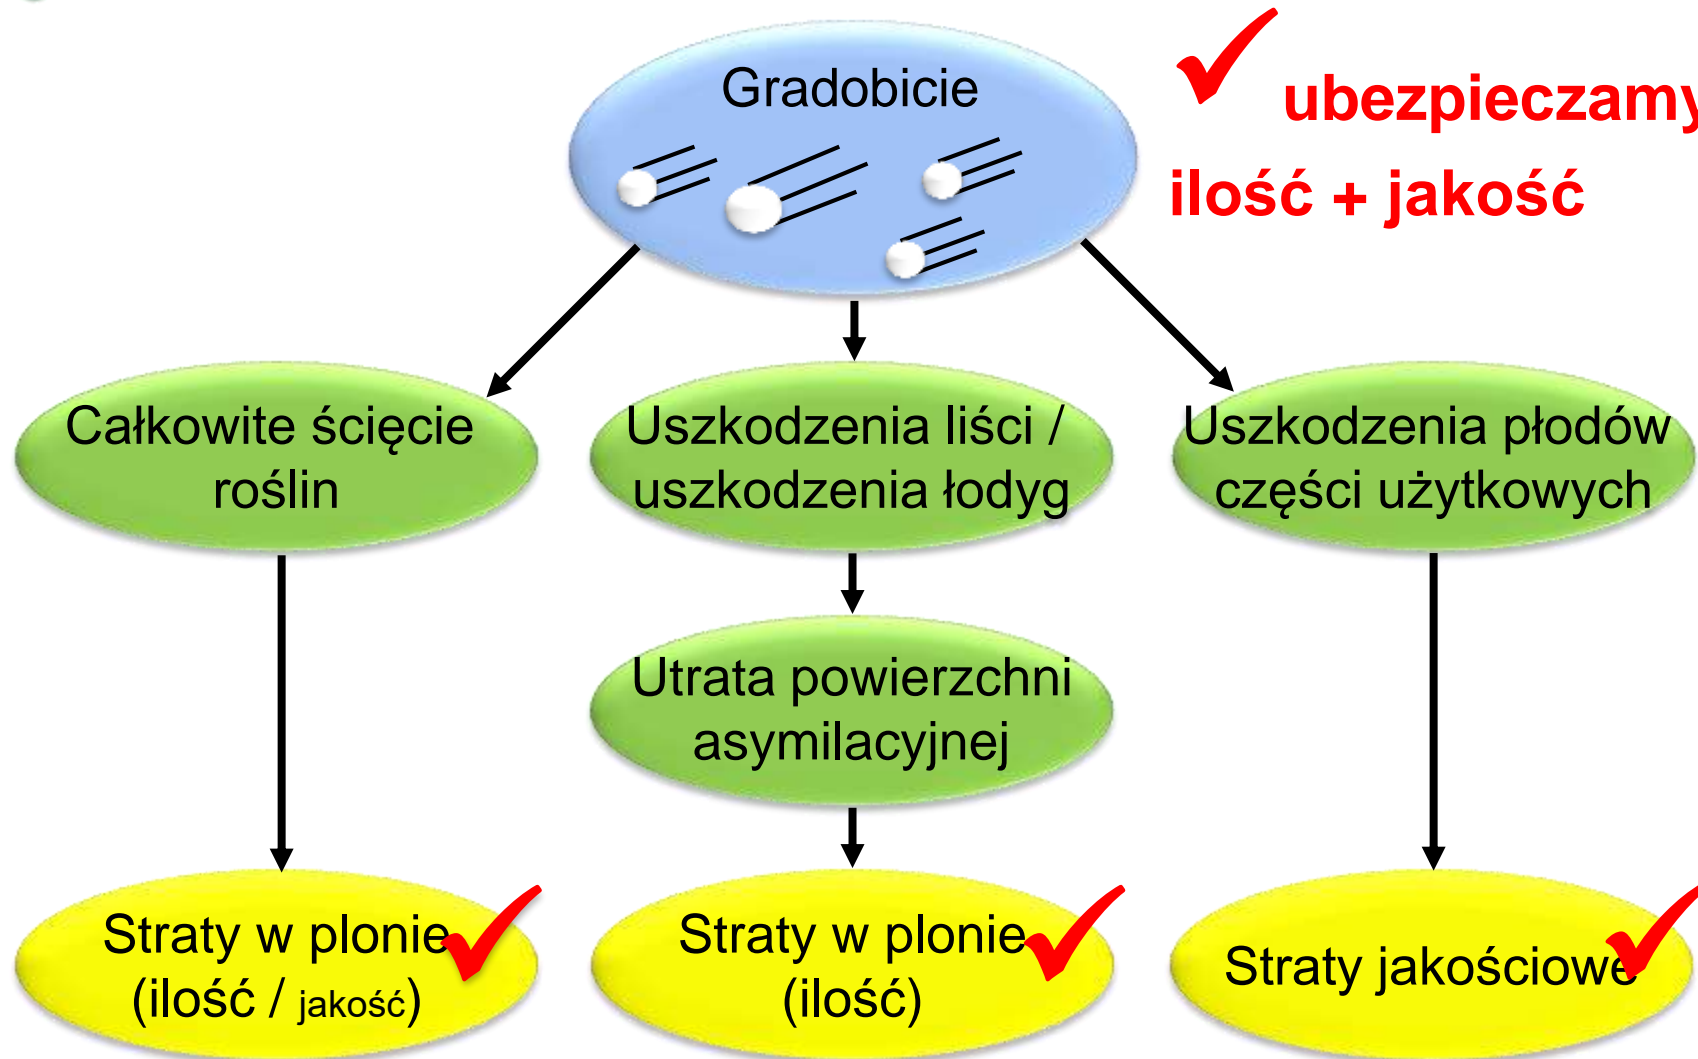 Gradobicie
ubezpieczamy
ilość + jakość
Całkowite ścięcie
roślin
Uszkodzenia liści /
uszkodzenia łodyg
Uszkodzenia płodów
części użytkowych
Utrata powierzchni
asymilacyjnej
Straty w plonie
(ilość / jakość)
Straty w plonie
(ilość)
Straty jakościowe